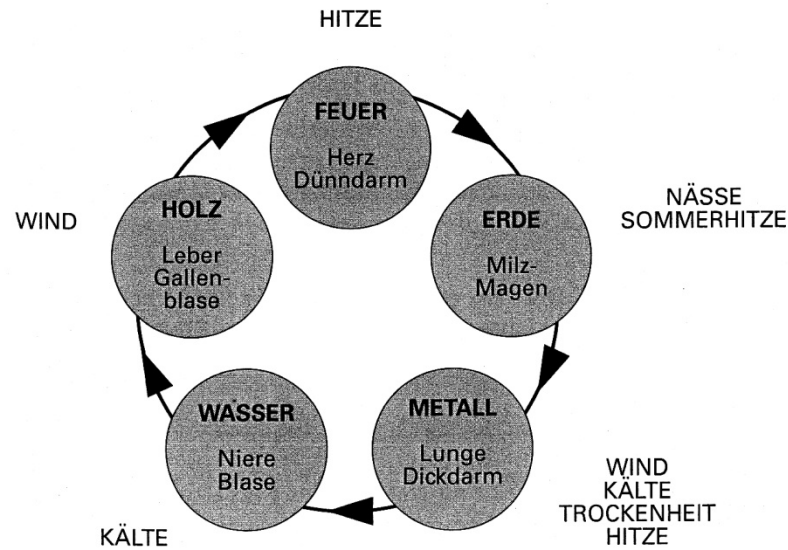 HITZE
FEUER
Herz
Dünndarm
NÄSSE
SOMMERHITZE
ERDE
Milz-
Magen
WIND
KÄLTE
TROCKENHEIT
HITZE
METALL
Lunge
Dickdarm
KÄLTE
WASSER
Niere
Blase
WIND
HOLZ
Leber
Gallen-
blase